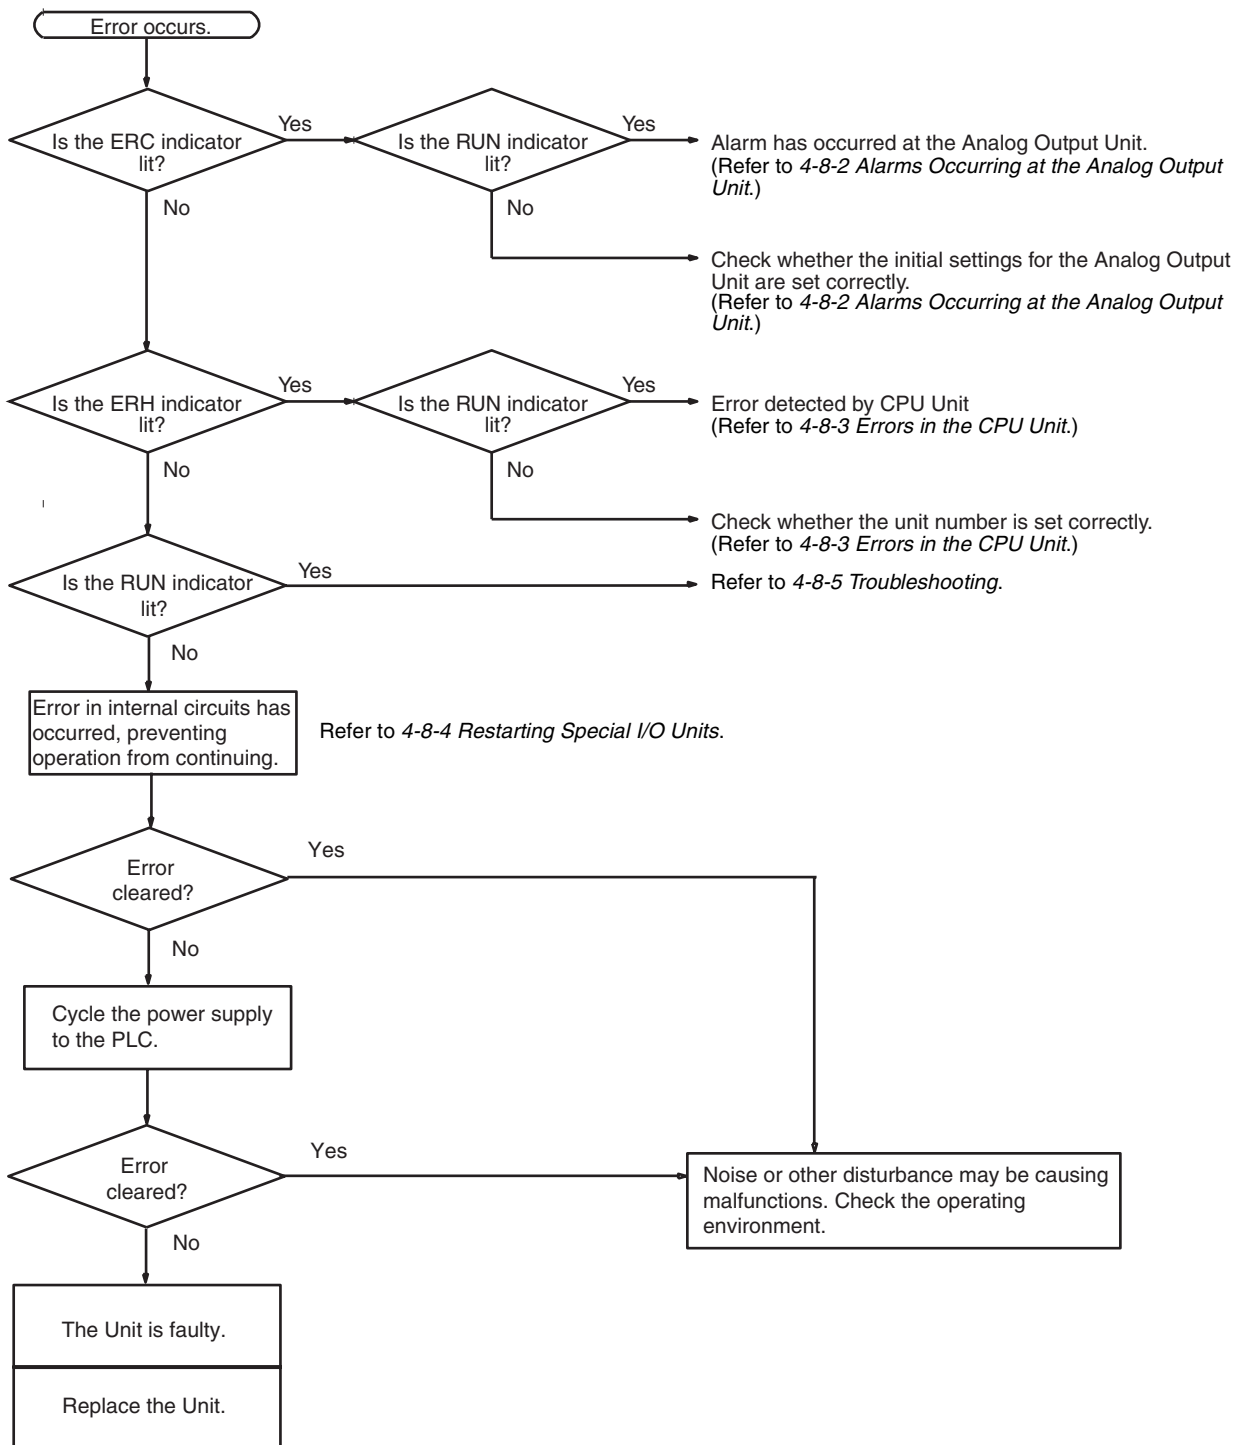 Error occurs.
Is the ERC indicator
lit?
Yes
No
Is the RUN indicator
lit?
Yes
No
Alarm has occurred at the Analog Output Unit.
(Refer to 4-8-2 Alarms Occurring at the Analog Output
Unit.)
Check whether the initial settings for the Analog Output
Unit are set correctly.
(Refer to 4-8-2 Alarms Occurring at the Analog Output
Unit.)
Is the ERH indicator
lit?
Yes
No
Is the RUN indicator
lit?
Yes
No
Error detected by CPU Unit
(Refer to 4-8-3 Errors in the CPU Unit.)
Check whether the unit number is set correctly.
(Refer to 4-8-3 Errors in the CPU Unit.)
Is the RUN indicator
lit?
Yes
No
Refer to 4-8-5 Troubleshooting.
Error in internal circuits has
occurred, preventing
operation from continuing.
Refer to 4-8-4 Restarting Special I/O Units.
Error
cleared?
Yes
No
Cycle the power supply
to the PLC.
Error
cleared?
Yes
No
Noise or other disturbance may be causing
malfunctions. Check the operating
environment.
The Unit is faulty.
Replace the Unit.